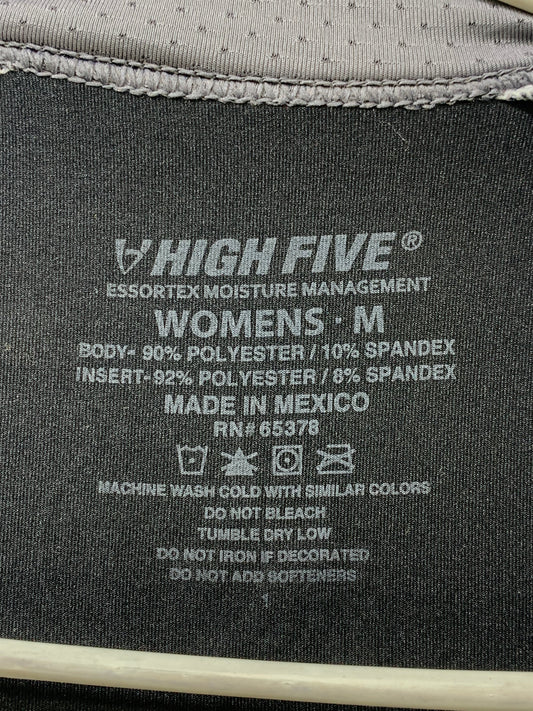 HIGH FIVE®
ESSORTEX MOISTURE MANAGEMENT
WOMENS · M
BODY- 90% POLYESTER / 10% SPANDEX
INSERT-92% POLYESTER / 8% SPANDEX
MADE IN MEXICO
RN# 65378
MACHINE WASH COLD WITH SIMILAR COLORS
DO NOT BLEACH
TUMBLE DRY LOW
DO NOT IRON IF DECORATED
DO NOT ADD SOFTENERS
1